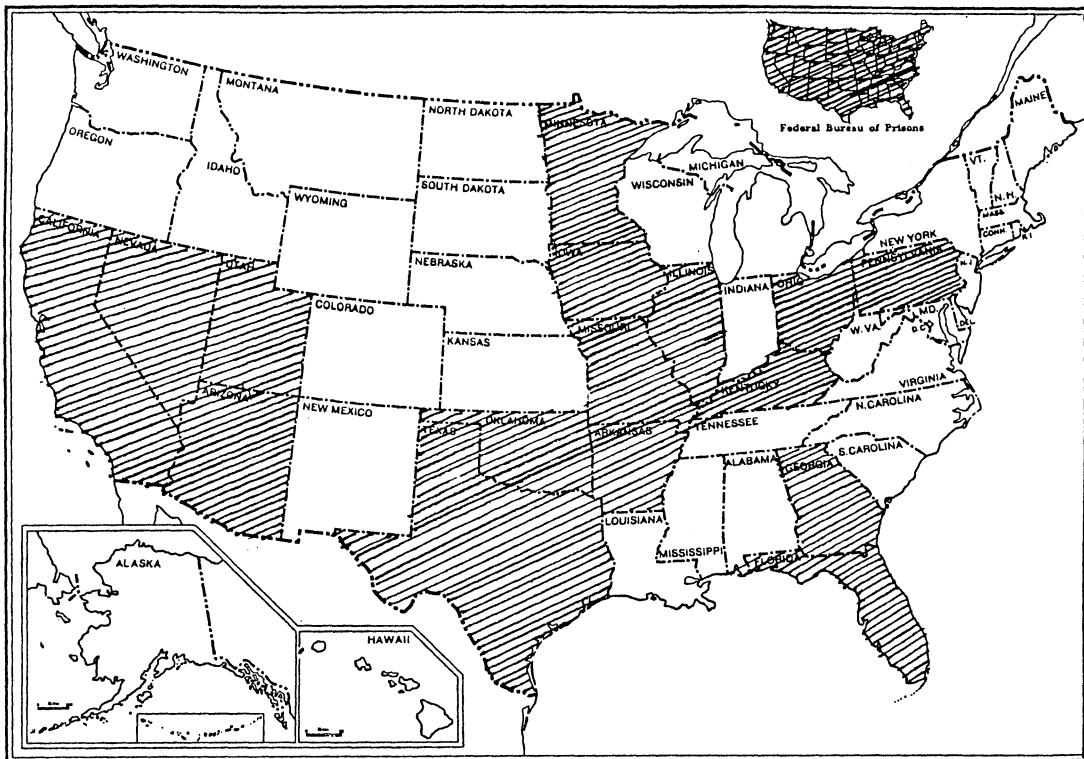 WASHINGTON
MONTANA
NORTH DAKOTA
MINNESOTA
Federal Bureau of Prisons
MAINE
OREGON
IDAHO
SOUTH DAKOTA
WISCONSIN
MICHIGAN
VT.
N.H.
WYOMING
MASS.
CONN.
R.I.
CALIFORNIA
NEVADA
UTAH
NEBRASKA
IOWA
ILLINOIS
INDIANA
OHIO
NEW YORK
PENNSYLVANIA
COLORADO
KANSAS
MISSOURI
W. VA.
MD.
D.C.
DEL.
KENTUCKY
VIRGINIA
ARIZONA
NEW MEXICO
TEXAS
OKLAHOMA
ARKANSAS
TENNESSEE
N. CAROLINA
S. CAROLINA
ALABAMA
GEORGIA
LOUISIANA
MISSISSIPPI
FLORIDA
ALASKA
HAWAII